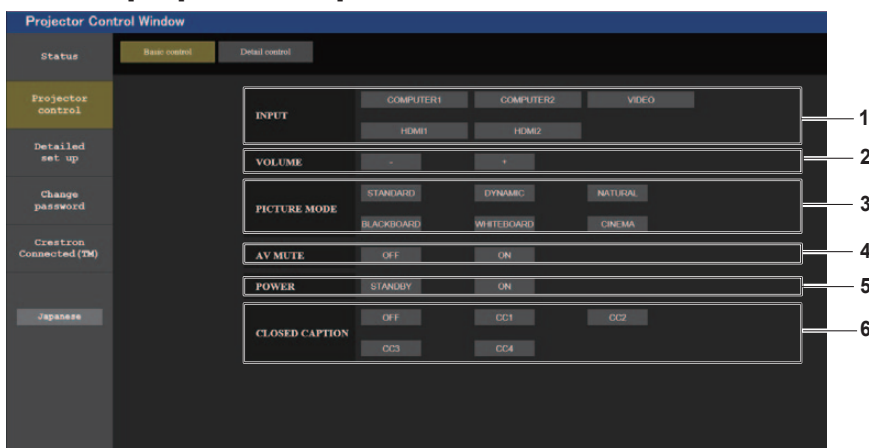 Projector Control Window
Status
Basic control Detail control
Projector
control
Detailed
set up
Change
password
Crestron
Connected(TM)
Japanese
INPUT
COMPUTER1 COMPUTER2 VIDEO
HDMI1 HDMI2
1
VOLUME - +
2
PICTURE MODE
STANDARD DYNAMIC NATURAL
BLACKBOARD WHITEBOARD CINEMA
3
AV MUTE OFF ON
4
POWER STANDBY ON
5
CLOSED CAPTION
OFF CC1 CC2
CC3 CC4
6